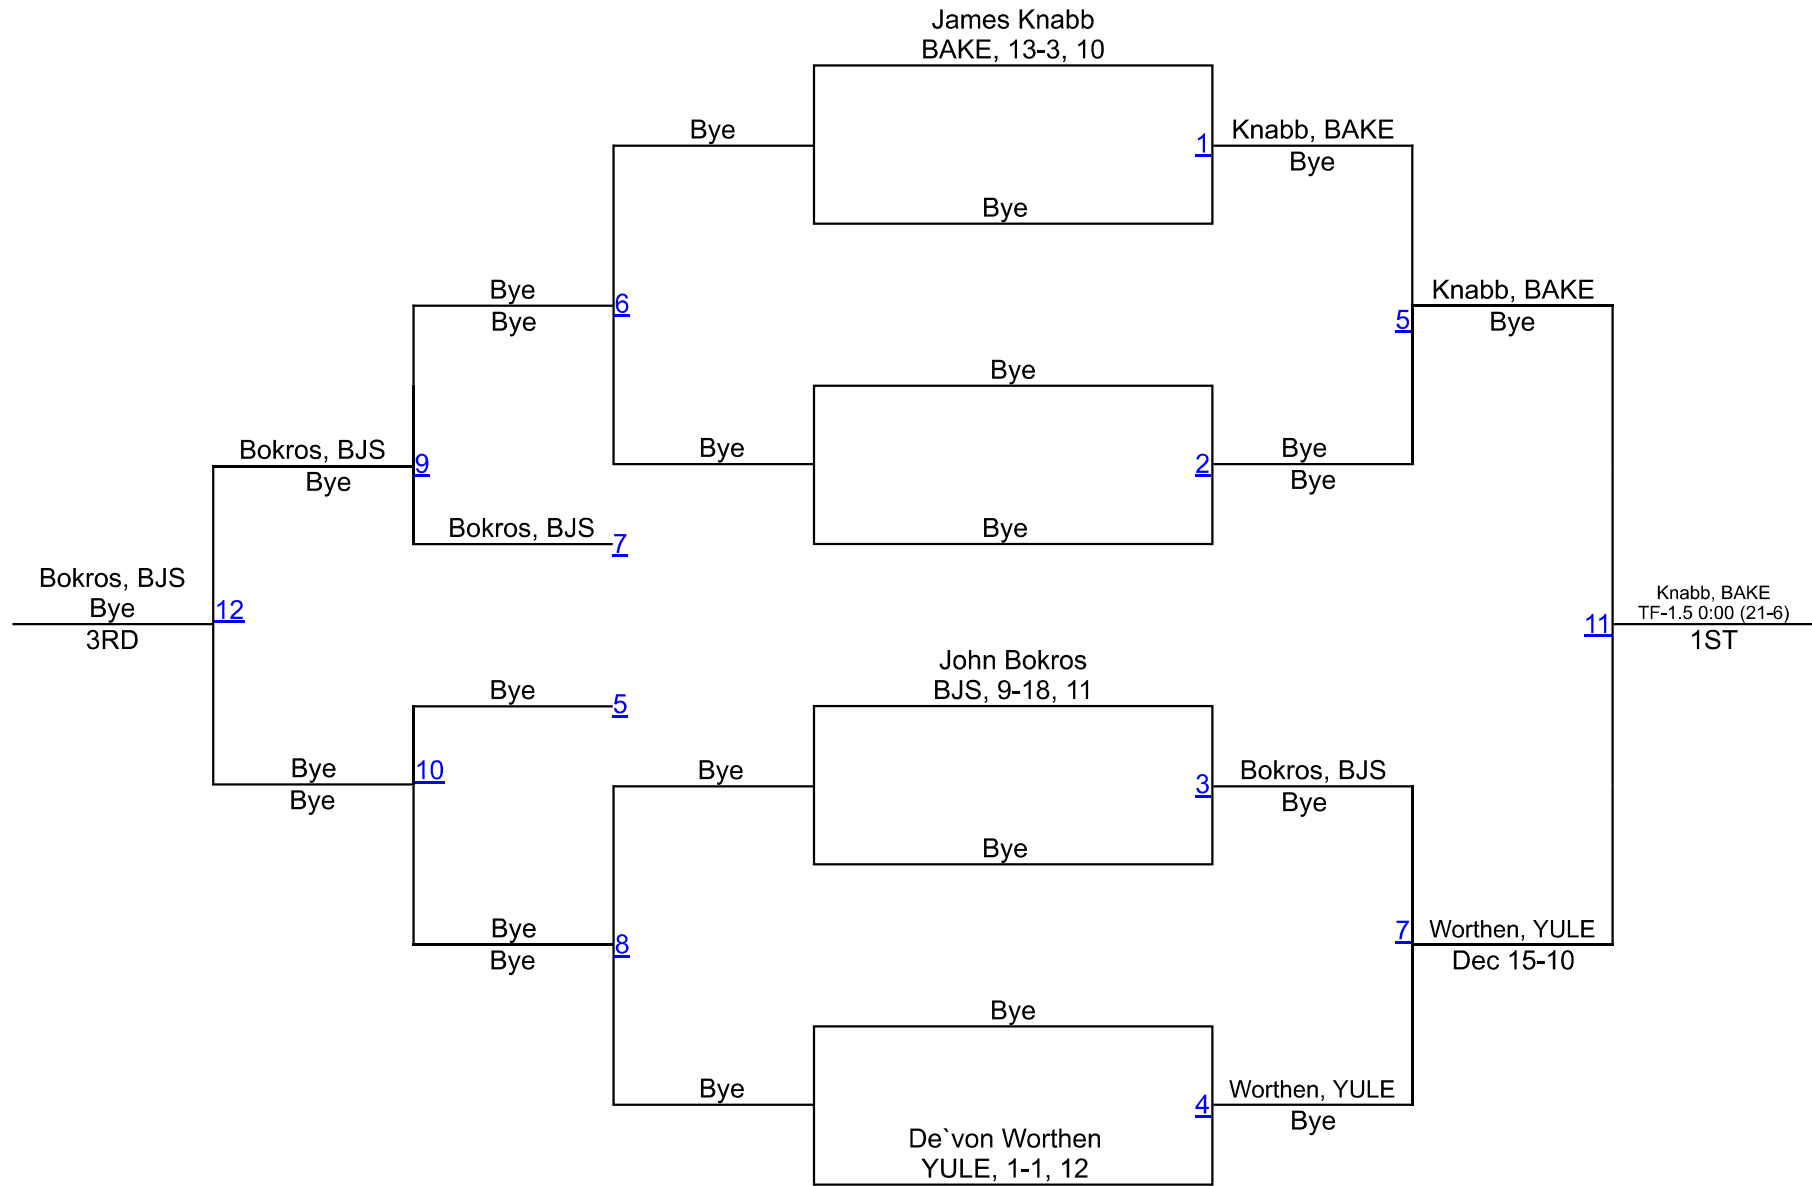 James Knabb
BAKE, 13-3, 10
Bye
1
Knabb, BAKE
Bye
Bye
Bye
Bye
6
Knabb, BAKE
Bye
5
Bye
Bokros, BJS
Bye
9
Bye
2
Bye
Bye
Bokros, BJS
7
Bye
Bokros, BJS
Bye
3RD
12
Knabb, BAKE
TF-1.5 0:00 (21-6)
1ST
11
John Bokros
BJS, 9-18, 11
Bye
5
Bye
Bye
10
Bye
3
Bokros, BJS
Bye
Bye
Bye
Bye
8
7
Worthen, YULE
Dec 15-10
Bye
Bye
4
Worthen, YULE
Bye
De`von Worthen
YULE, 1-1, 12